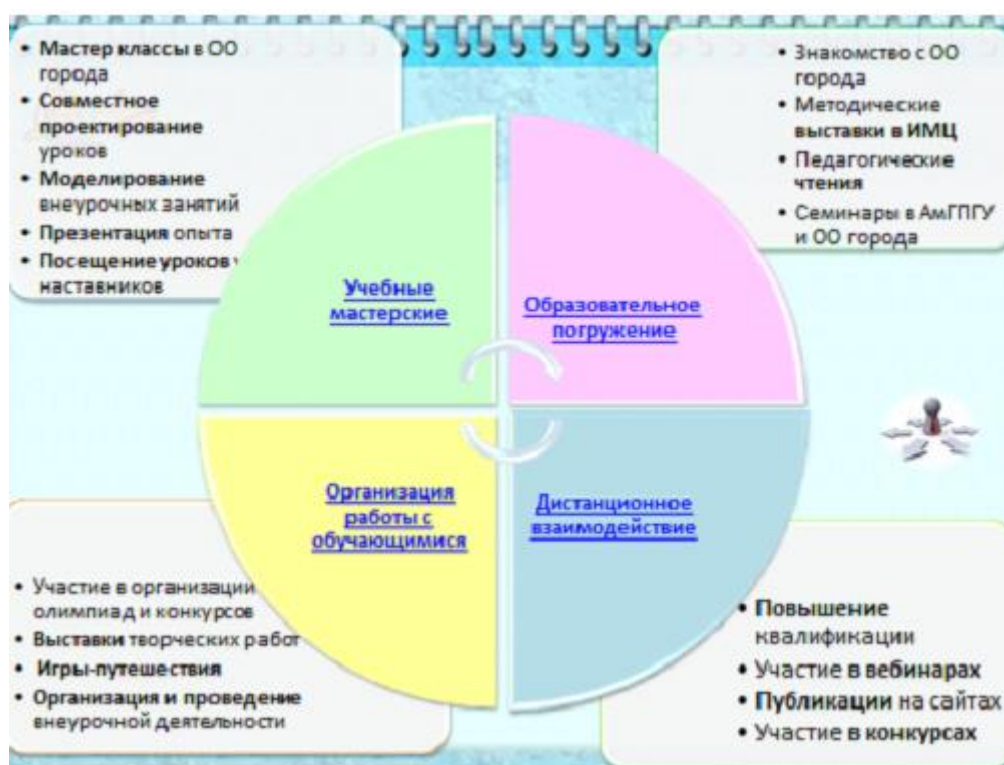 • Мастер классы в ОО
города
• Совместное
проектирование
уроков
• Моделирование
внеурочных занятий
• Презентация опыта
• Посещение уроков у
наставников
• Знакомство с ОО
города
• Методические
выставки в ИМЦ
• Педагогические
чтения
• Семинары в АмГПГУ
и ОО города
Учебные
мастерские
Образовательное
погружение
Организация
работы с
обучающимися
Дистанционное
взаимодействие
• Участие в организации
олимпиад и конкурсов
• Выставки творческих работ
• Игры-путешествия
• Организация и проведение
внеурочной деятельности
• Повышение
квалификации
• Участие в вебинарах
• Публикации на сайтах
• Участие в конкурсах